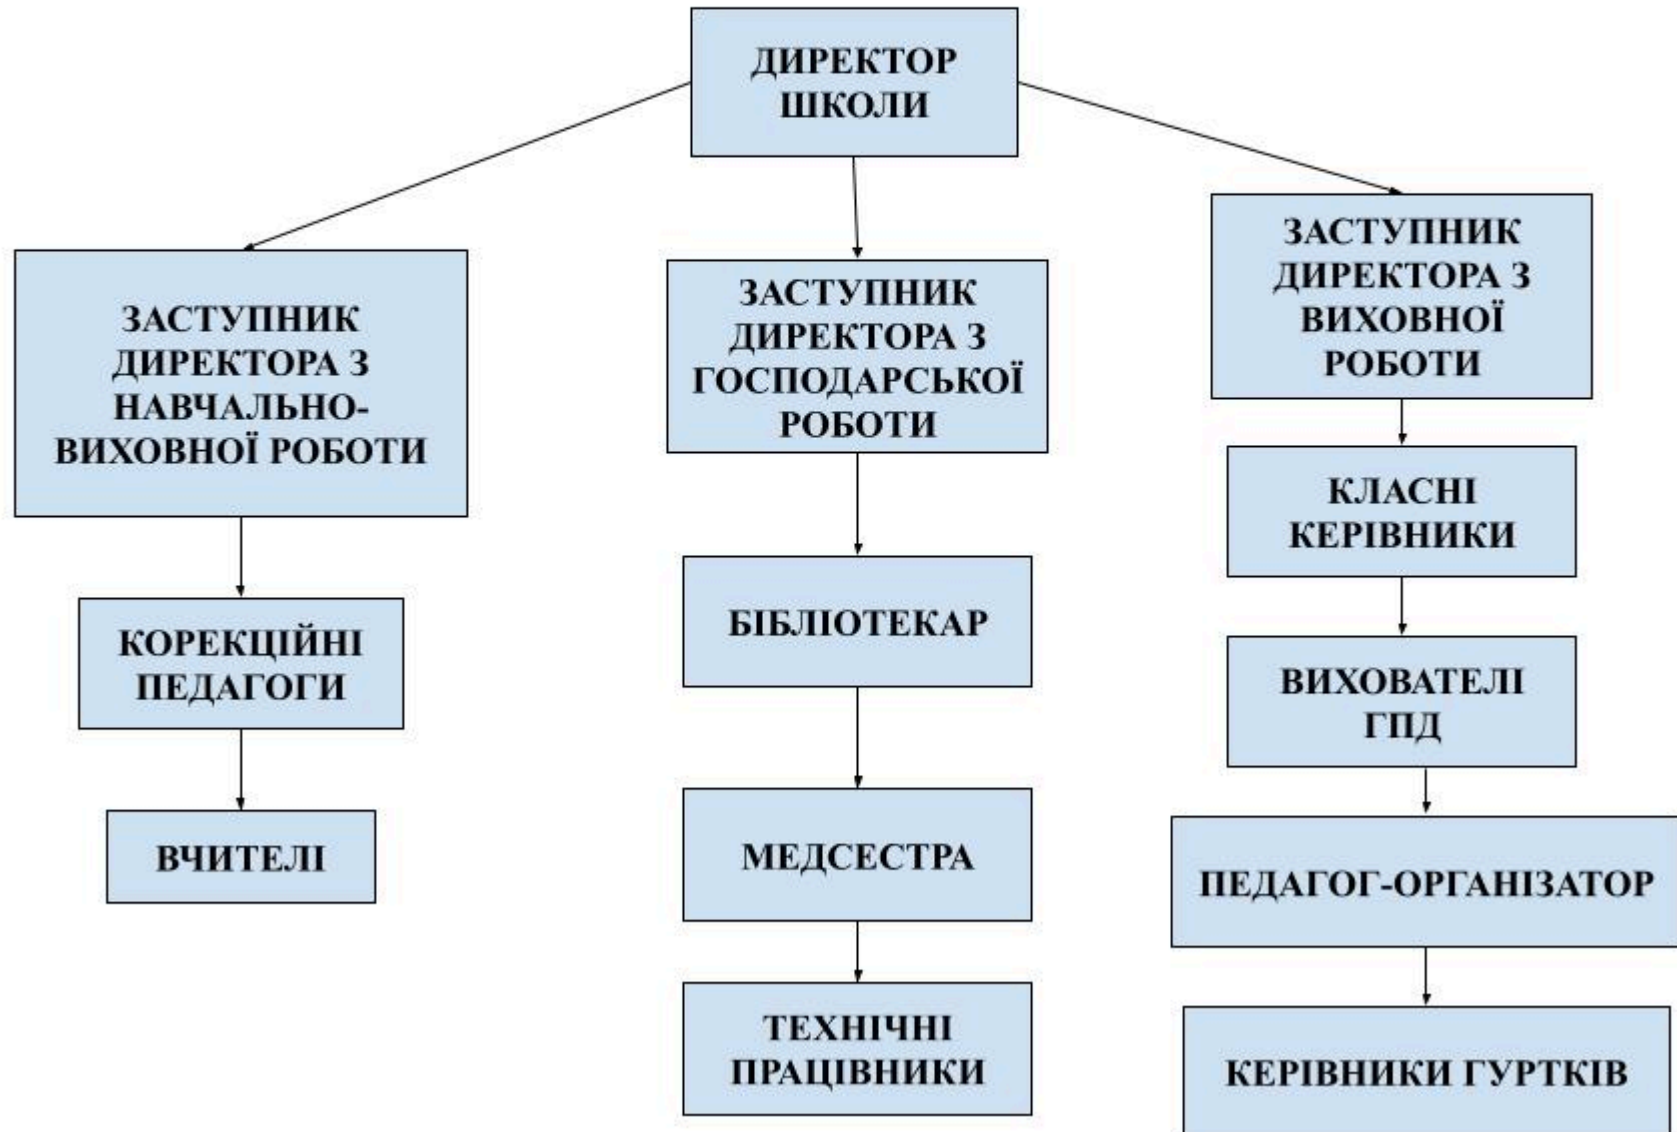 ДИРЕКТОР
ШКОЛИ
ЗАСТУПНИК
ДИРЕКТОРА З
НАВЧАЛЬНО-
ВИХОВНОЇ РОБОТИ
КОРЕКЦІЙНІ
ПЕДАГОГИ
ВЧИТЕЛІ
ЗАСТУПНИК
ДИРЕКТОРА З
ГОСПОДАРСЬКОЇ
РОБОТИ
БІБЛІОТЕКАР
МЕДСЕСТРА
ТЕХНІЧНІ
ПРАЦІВНИКИ
ЗАСТУПНИК
ДИРЕКТОРА З
ВИХОВНОЇ
РОБОТИ
КЛАСНІ
КЕРІВНИКИ
ВИХОВАТЕЛІ
ГПД
ПЕДАГОГ-ОРГАНІЗАТОР
КЕРІВНИКИ ГУРТКІВ